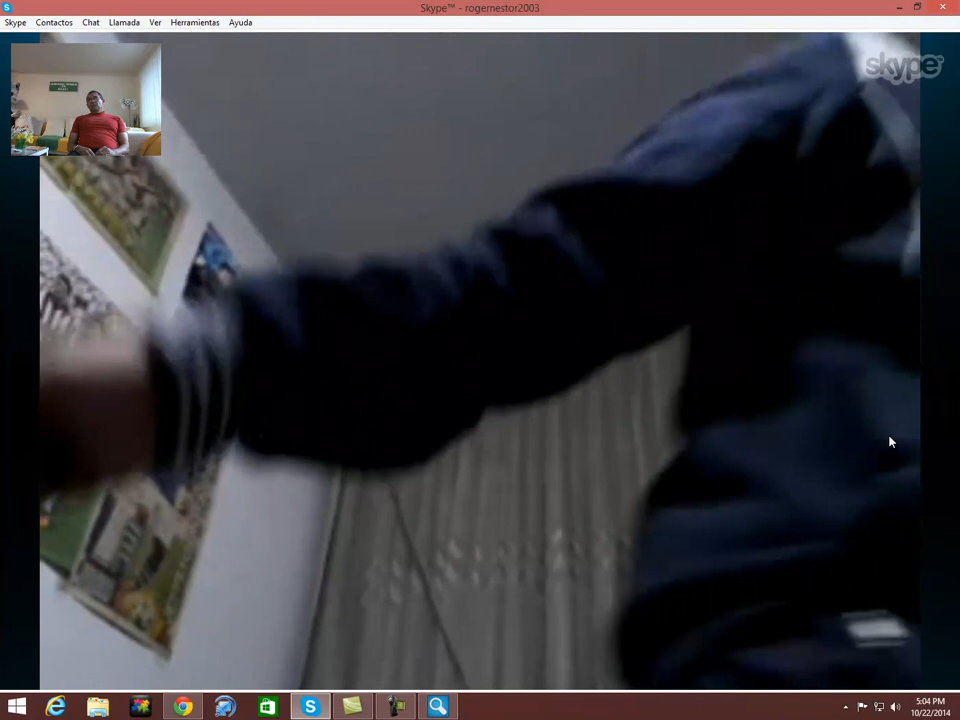 Skype™ - rogernestor2003
Skype Contactos Chat Llamada Ver Herramientas Ayuda
skype
5:04 PM
10/22/2014